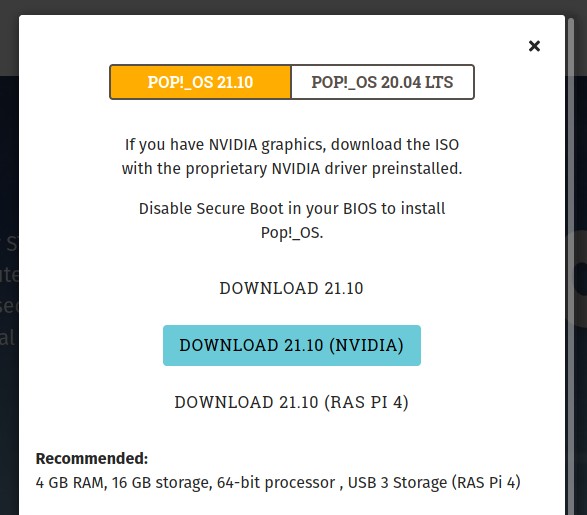 ×
POP!_OS 21.10 POP!_OS 20.04 LTS
If you have NVIDIA graphics, download the ISO
with the proprietary NVIDIA driver preinstalled.
Disable Secure Boot in your BIOS to install
Pop!_OS.
DOWNLOAD 21.10
DOWNLOAD 21.10 (NVIDIA)
DOWNLOAD 21.10 (RAS PI 4)
Recommended:
4 GB RAM, 16 GB storage, 64-bit processor , USB 3 Storage (RAS Pi 4)